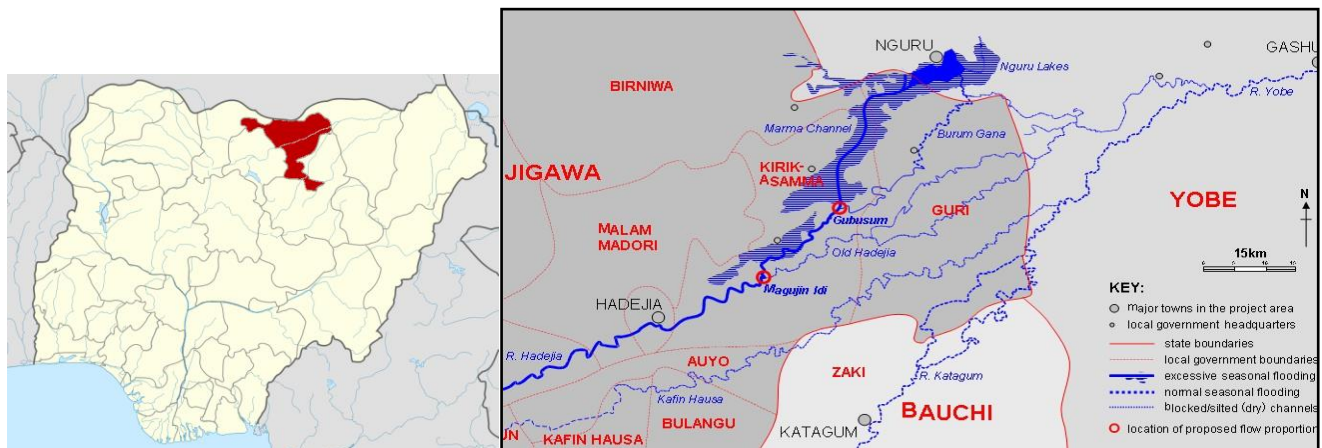 NGURU
GASHU
Nguru Lakes
BIRNIWA
R. Yobe
Marma Channel
Burum Gana
JIGAWA
KIRIK-
ASAMMA
YOBE
N
Gubusum
GURI
MALAM
MADORI
Old Hadejia
15km
Magujin Idi
KEY:
HADEJIA
major towns in the project area
local government headquarters
state boundaries
R. Hadejia
AUYO
local government boundaries
ZAKI
excessive seasonal flooding
R. Katagum
Kafin Hausa
normal seasonal flooding
BAUCHI
blocked/silted (dry) channels
BULANGU
UN
KAFIN HAUSA
KATAGUM
location of proposed flow proportion